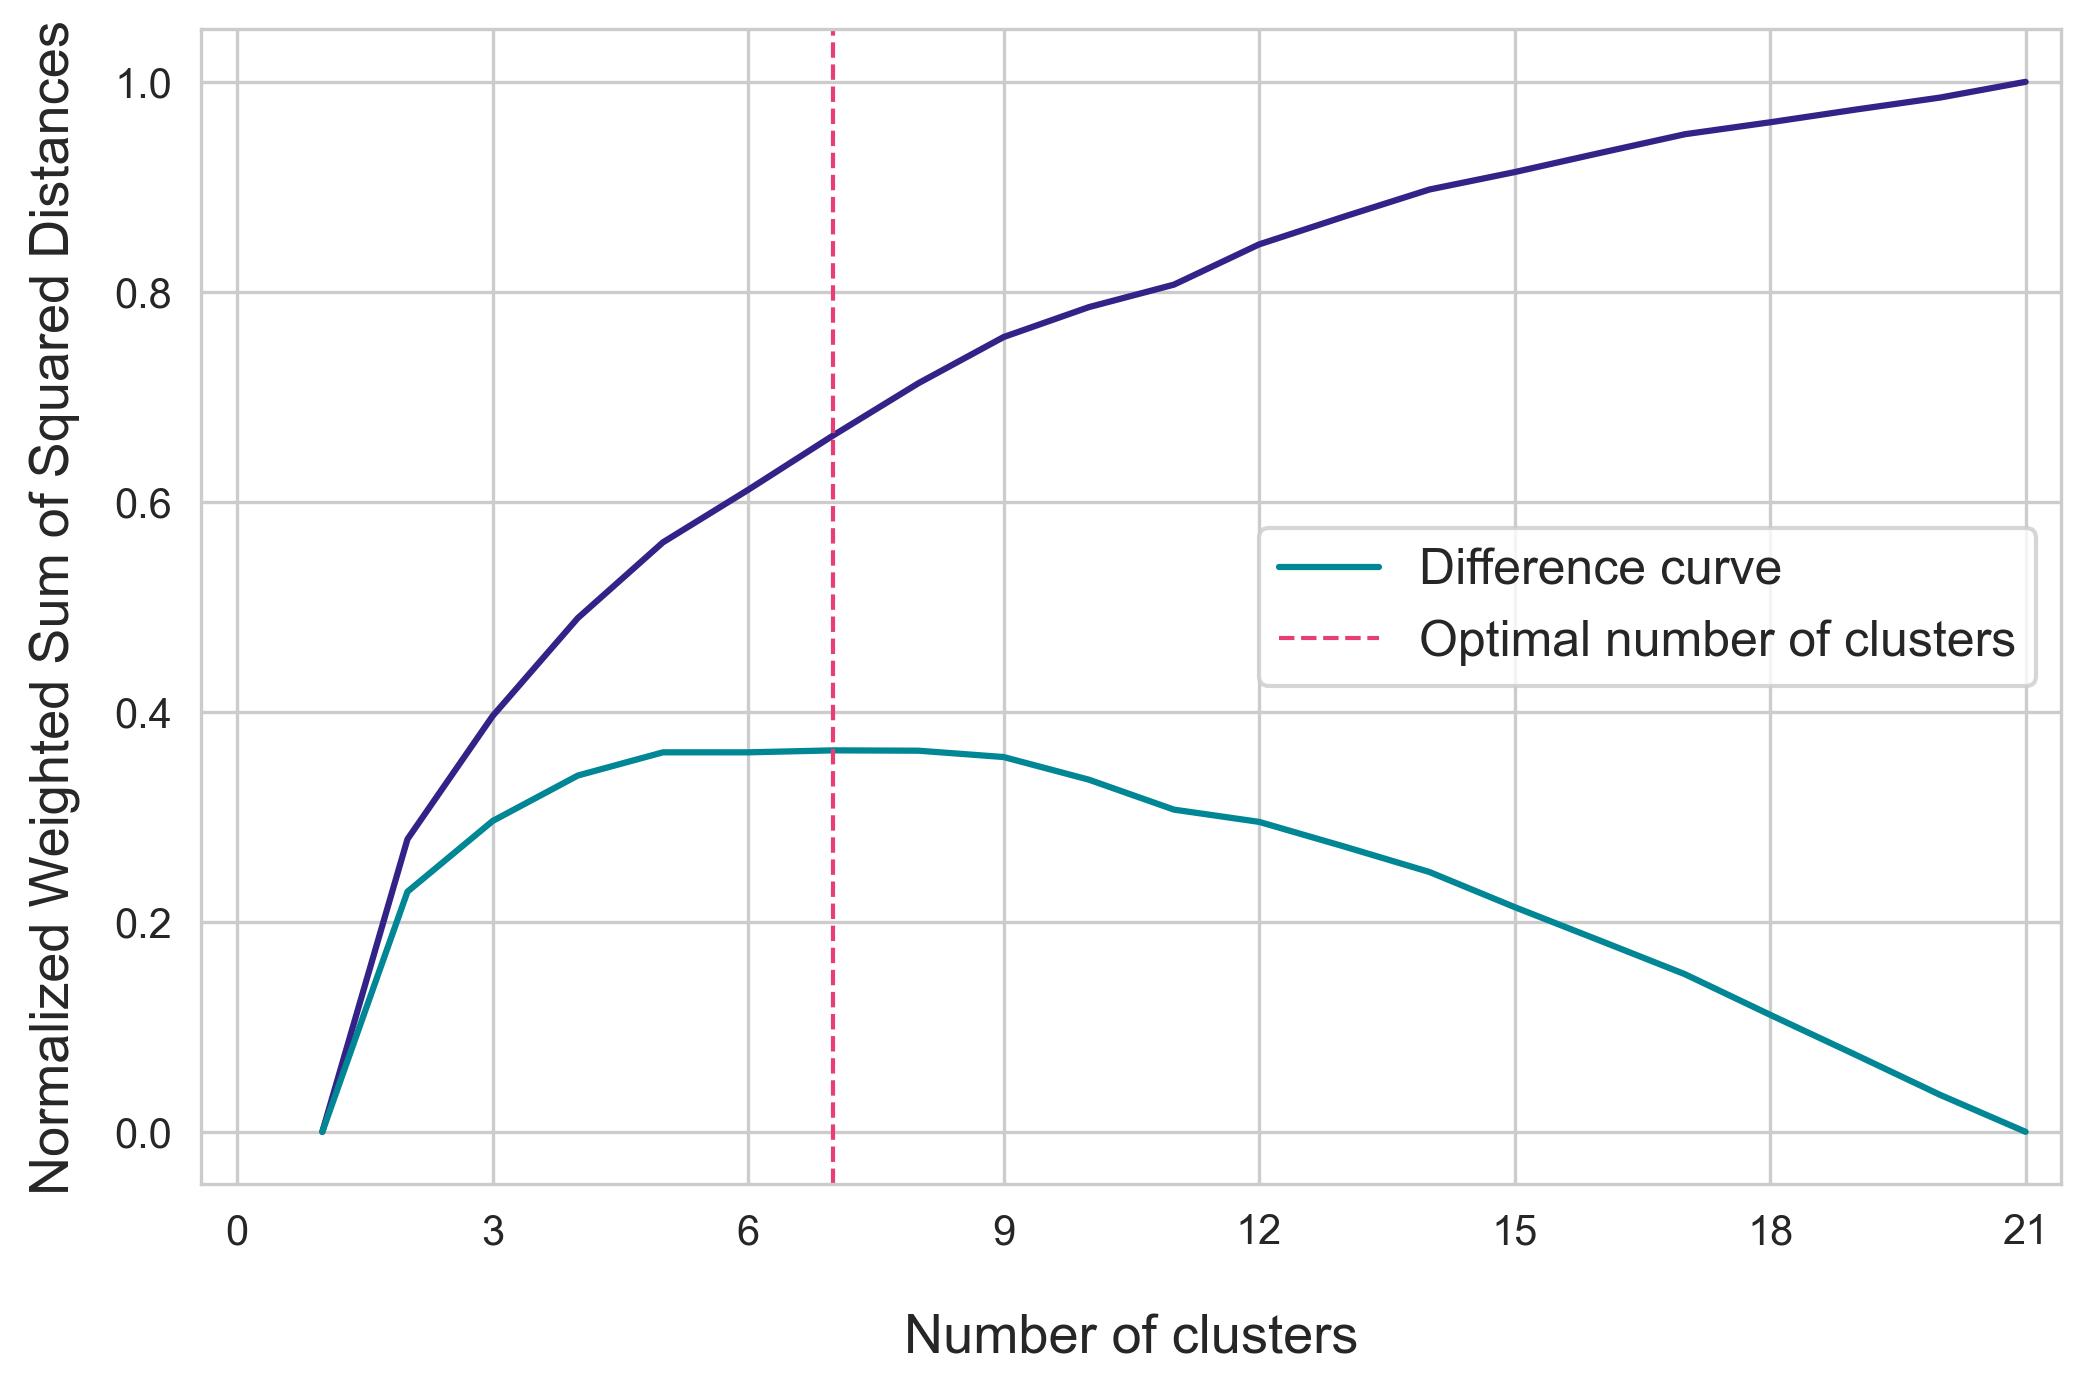 Normalized Weighted Sum of Squared Distances
1.0
0.8
0.6
0.4
0.2
0.0
Difference curve
Optimal number of clusters
0 3 6 9 12 15 18 21
Number of clusters